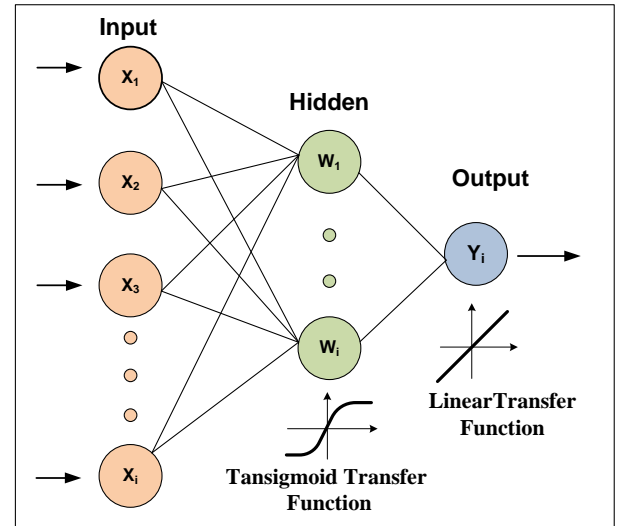 Input
X1
Hidden
W1
X2
Output
Yi
X3
Wi
LinearTransfer
Function
Xi
Tansigmoid Transfer
Function